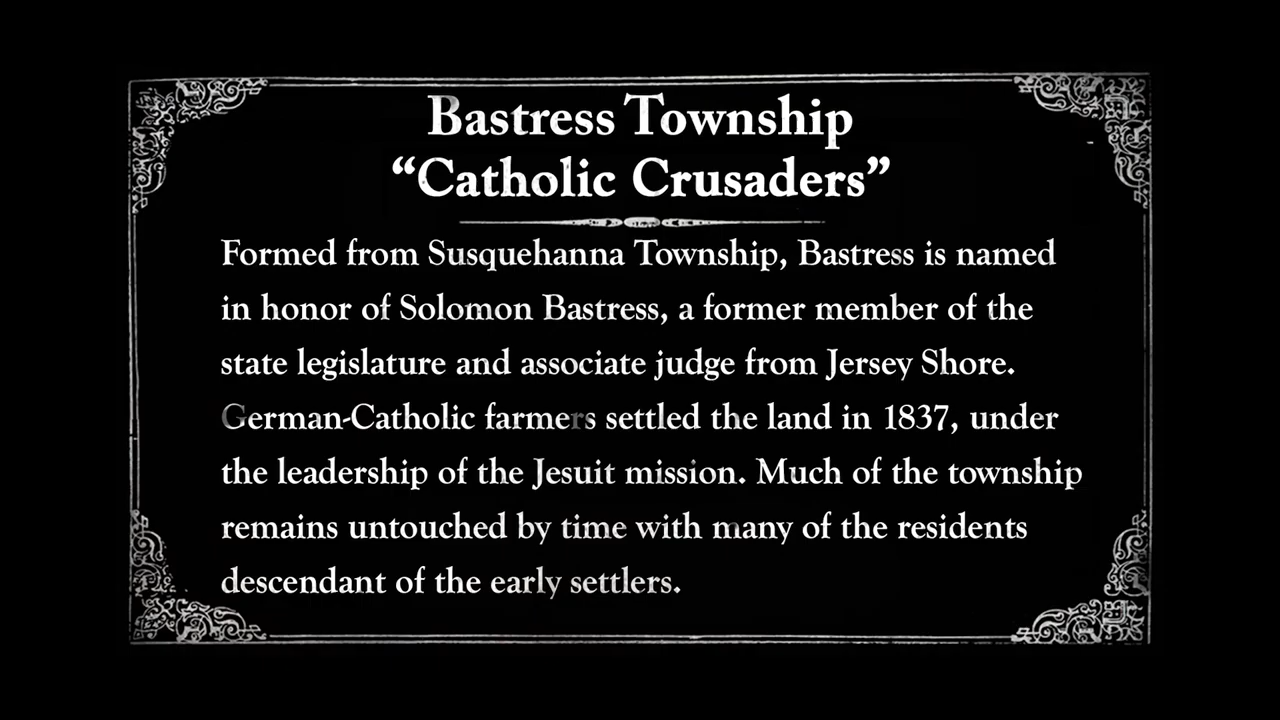 Bastress Township
“Catholic Crusaders”
Formed from Susquehanna Township, Bastress is named
in honor of Solomon Bastress, a former member of the
state legislature and associate judge from Jersey Shore.
German-Catholic farmers settled the land in 1837, under
the leadership of the Jesuit mission. Much of the township
remains untouched by time with many of the residents
descendant of the early settlers.